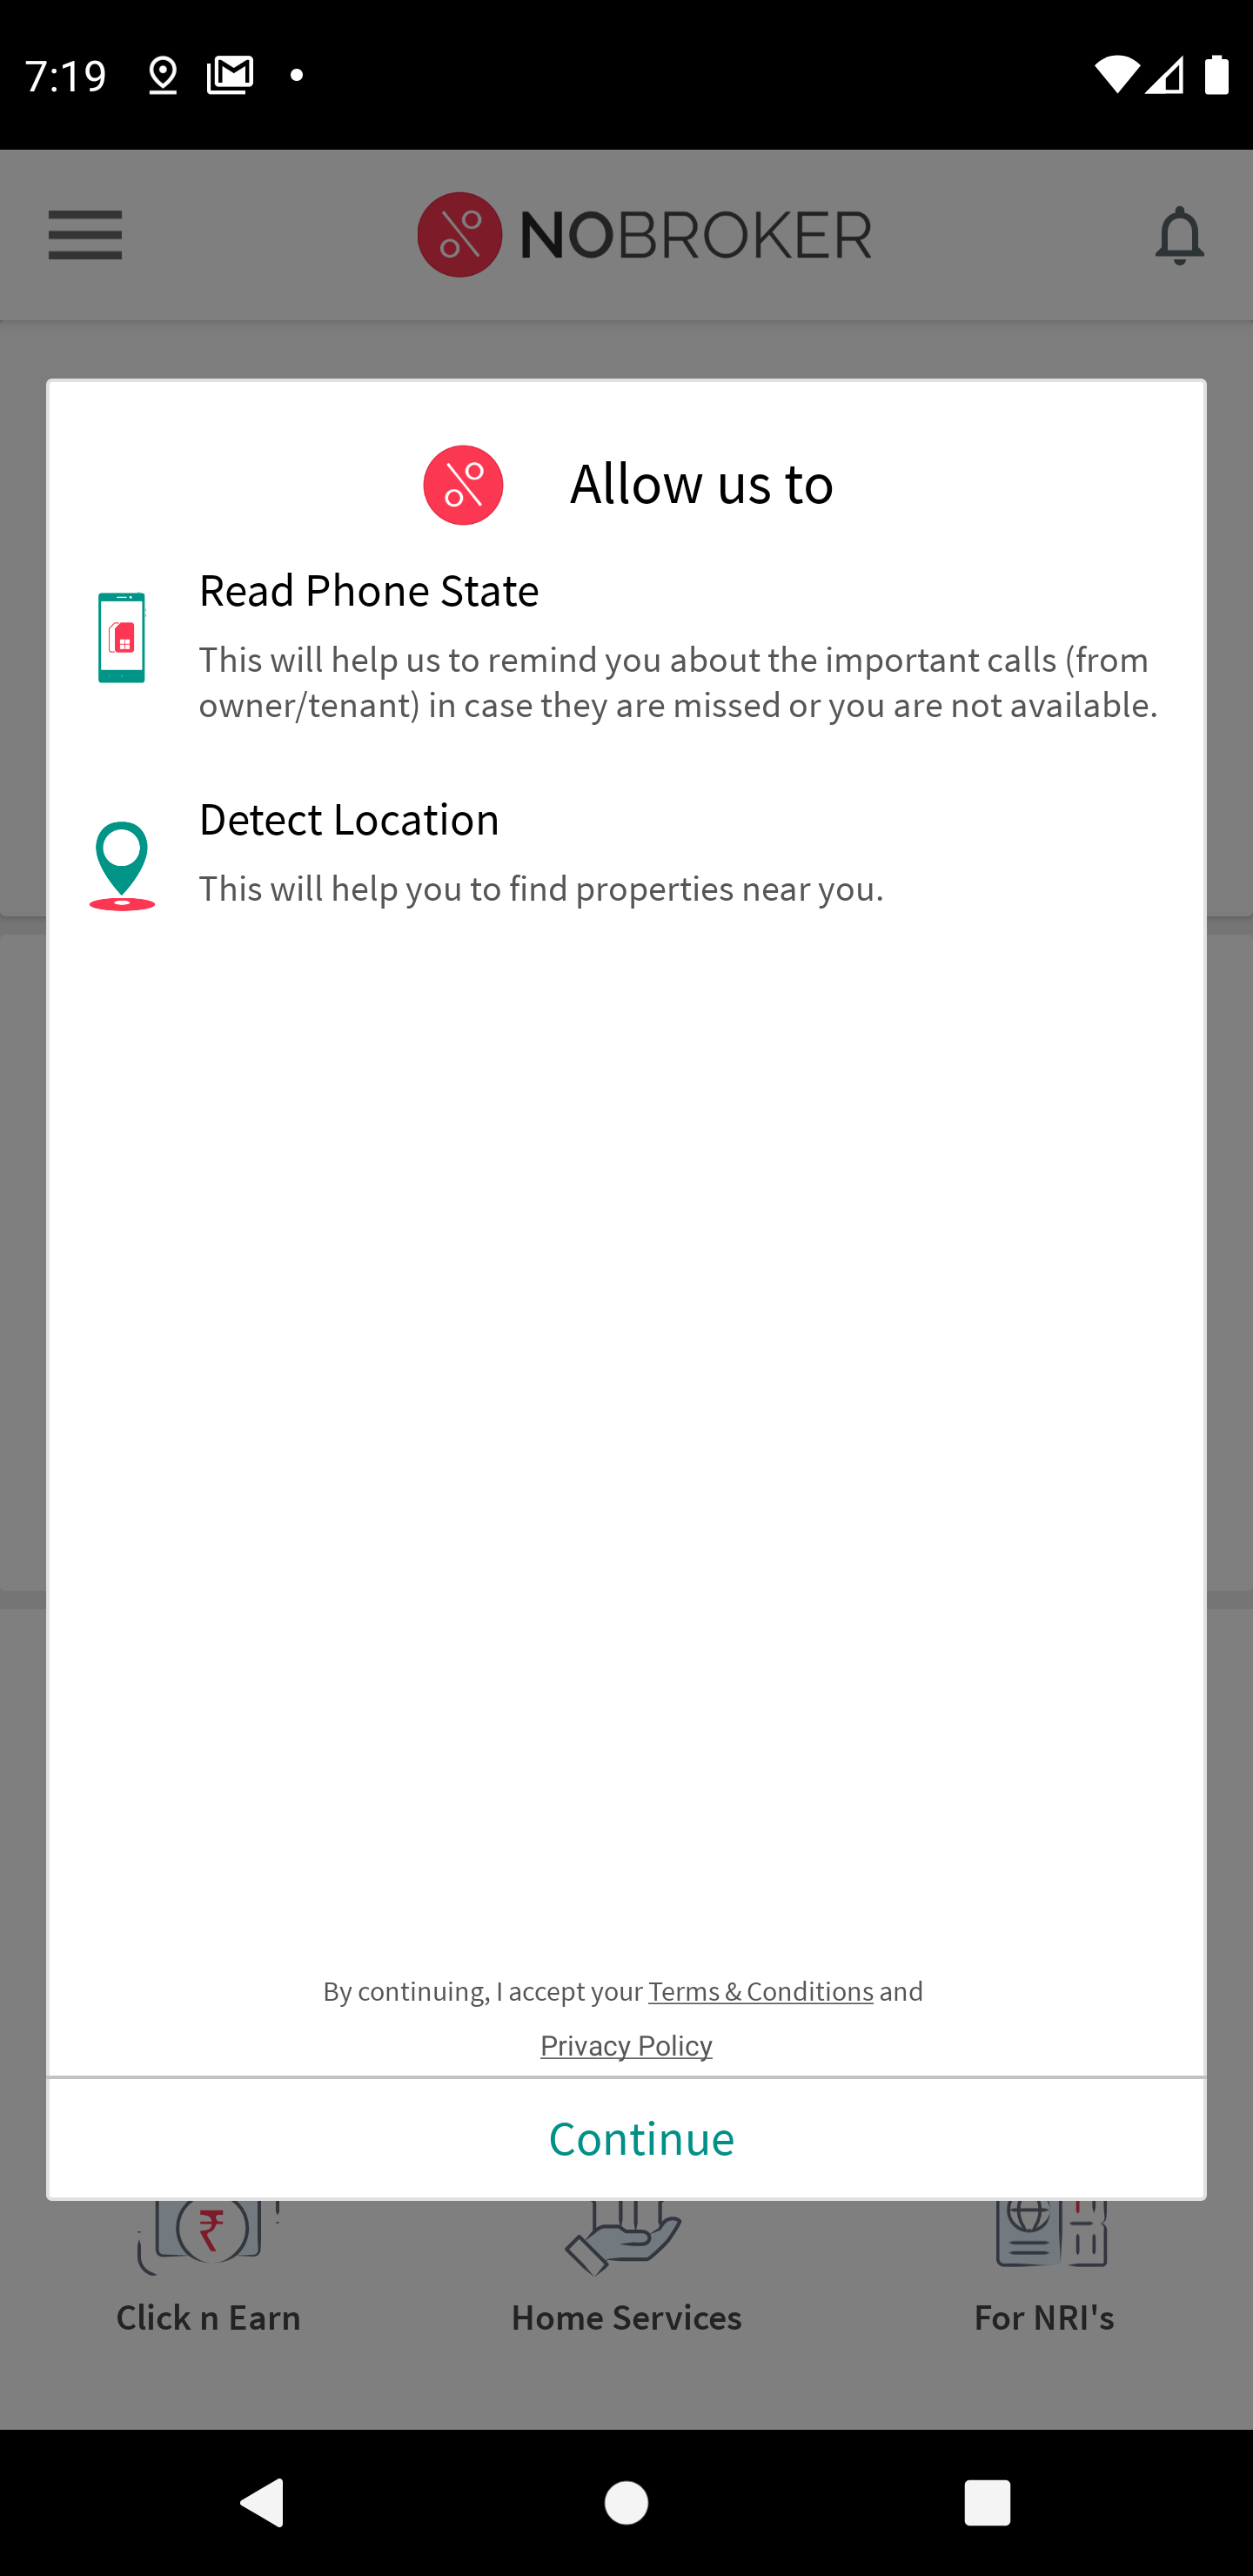 7:19
NOBROKER
Allow us to
Read Phone State
This will help us to remind you about the important calls (from
owner/tenant) in case they are missed or you are not available.
Detect Location
This will help you to find properties near you.
By continuing, I accept your Terms & Conditions and
Privacy Policy
Continue
₹
Click n Earn
Home Services
For NRI's